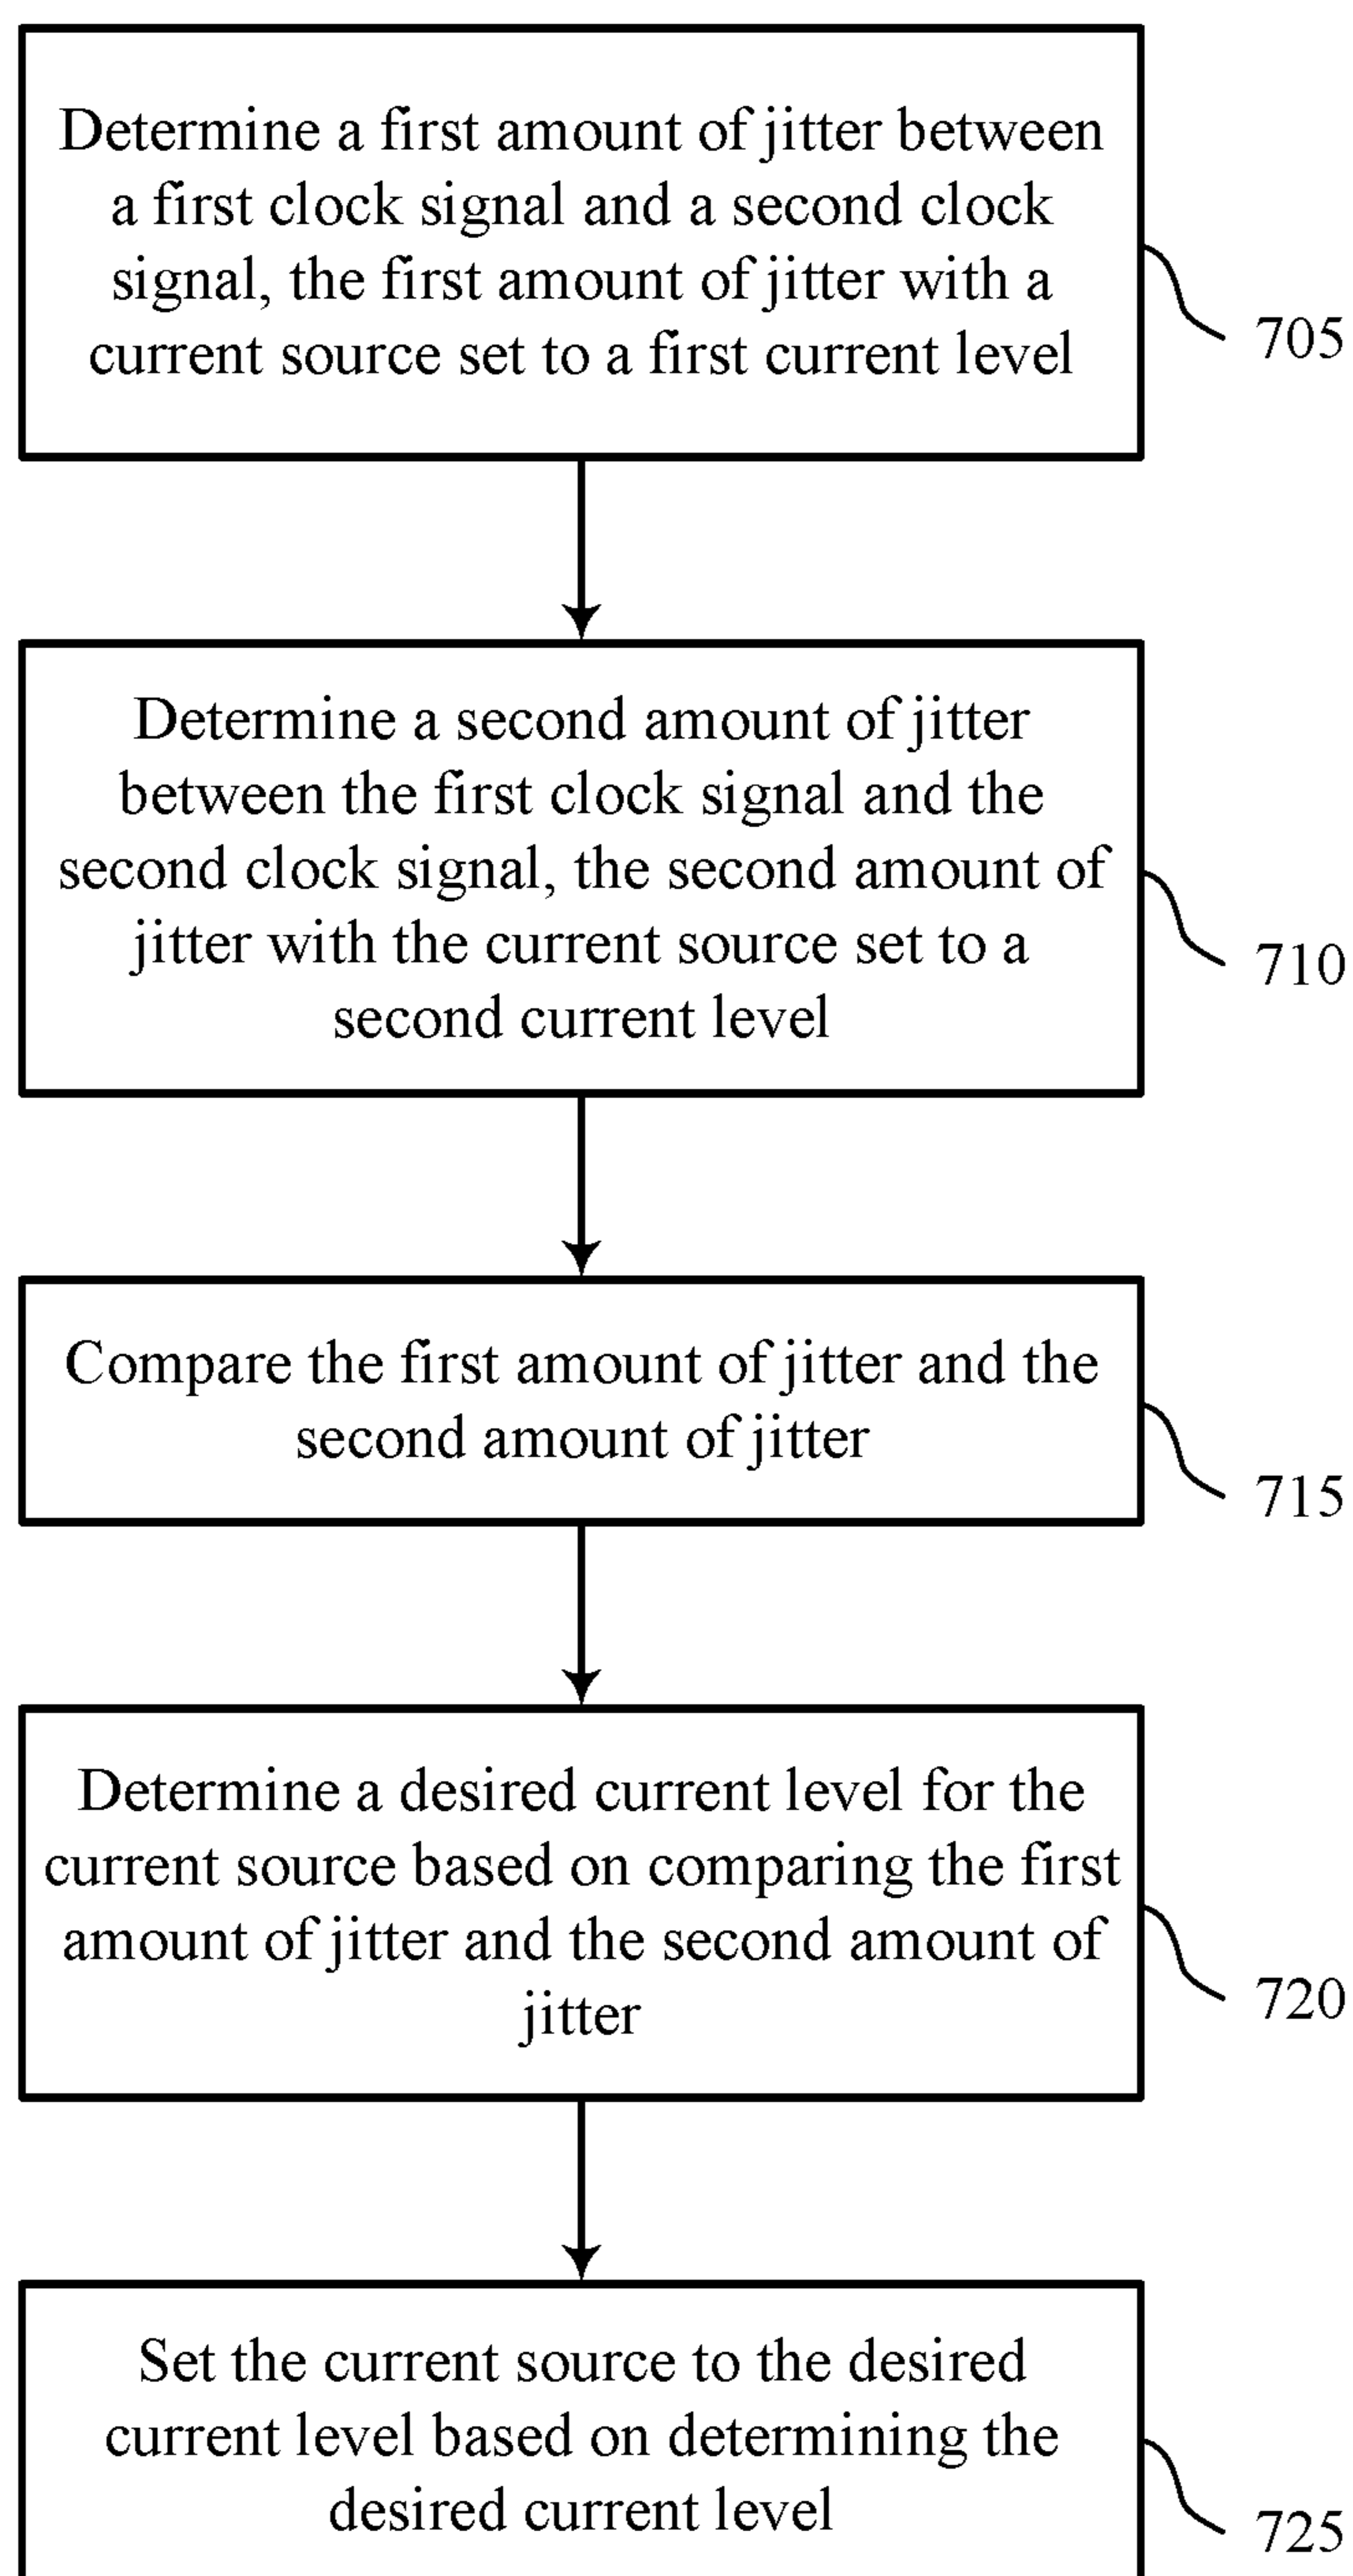 Determine a first amount of jitter between
a first clock signal and a second clock
signal, the first amount of jitter with a
current source set to a first current level
705
Determine a second amount of jitter
between the first clock signal and the
second clock signal, the second amount of
jitter with the current source set to a
second current level
710
Compare the first amount of jitter and the
second amount of jitter
715
Determine a desired current level for the
current source based on comparing the first
amount of jitter and the second amount of
jitter
720
Set the current source to the desired
current level based on determining the
desired current level
725